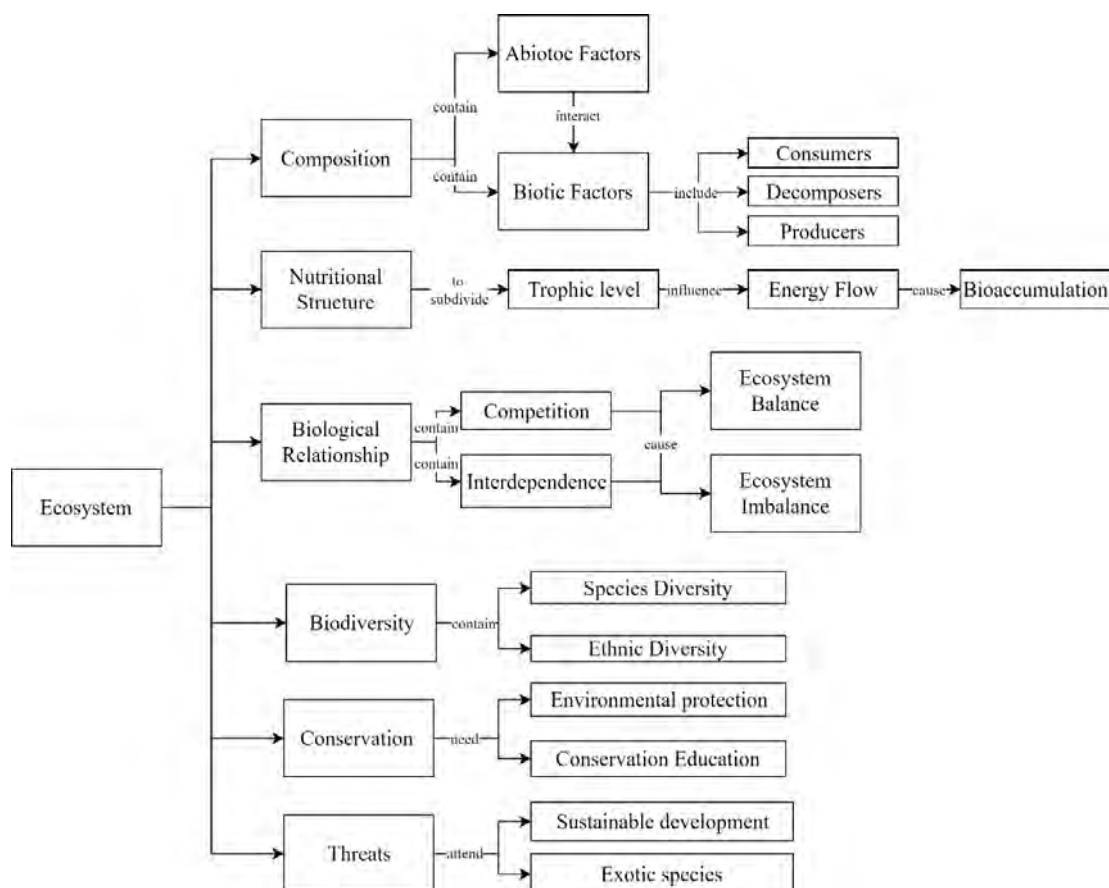 Abiotoc Factors
contain
interact
Composition
contain
Biotic Factors
include
Consumers
Decomposers
Producers
Nutritional
Structure
to
subdivide
Trophic level
influence
Energy Flow
cause
Bioaccumulation
Biological
Relationship
contain
contain
Competition
Interdependence
cause
Ecosystem
Balance
Ecosystem
Imbalance
Ecosystem
Biodiversity
contain
Species Diversity
Ethnic Diversity
Conservation
need
Environmental protection
Conservation Education
Threats
attend
Sustainable development
Exotic species